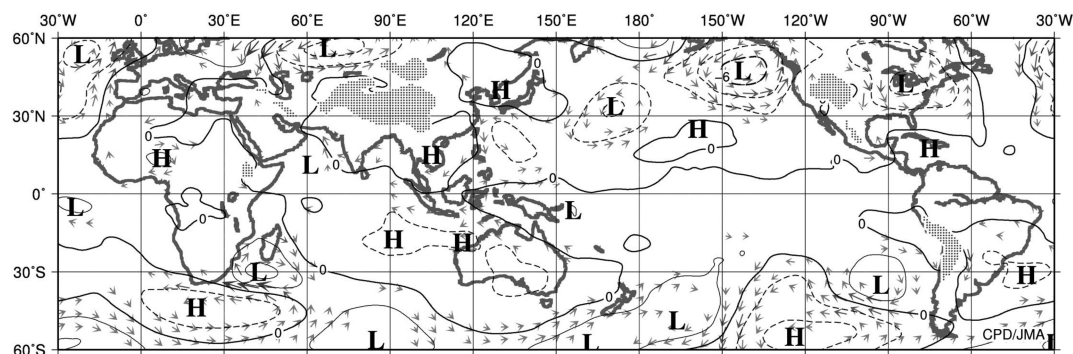 30°W 0° 30°E 60°E 90°E 120°E 150°E 180° 150°W 120°W 90°W 60°W 30°W
60°N
L L L L
0
H 6
30°N
L
H
0 H H
H L 0 0 0
0°
L 0 L 0
H H
30°S
L 0 L H
H 0 0
L
0 L L H CPD/JMA
60°S